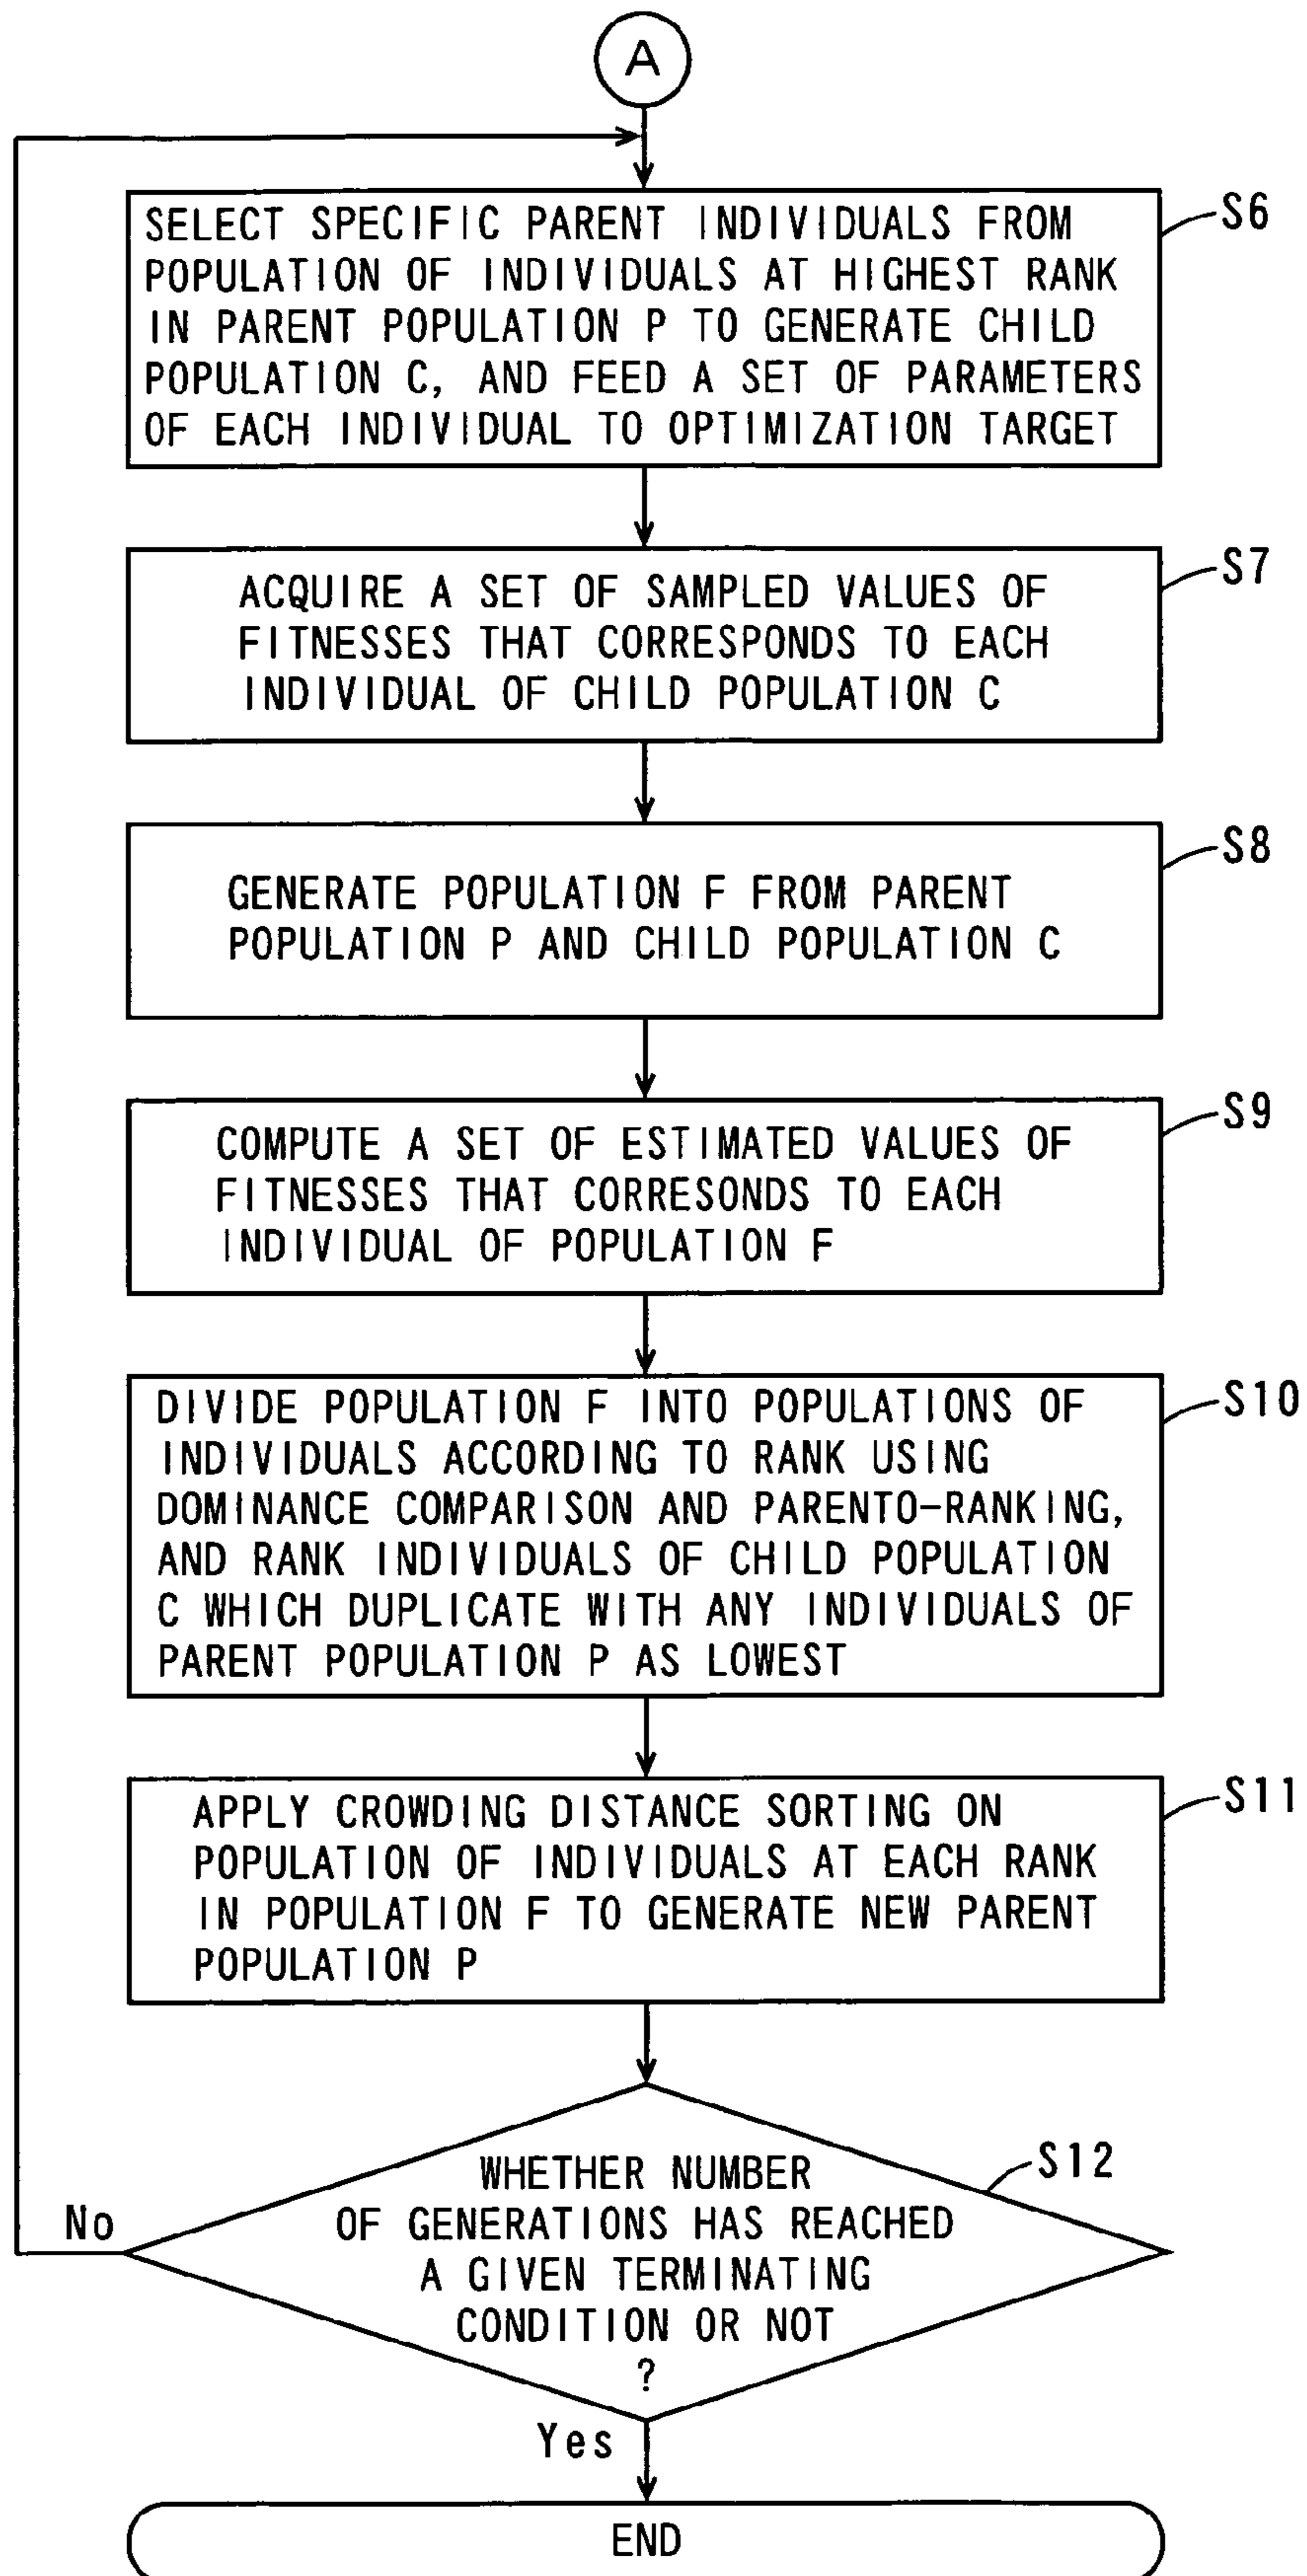 A
S6
SELECT SPECIFIC PARENT INDIVIDUALS FROM
POPULATION OF INDIVIDUALS AT HIGHEST RANK
IN PARENT POPULATION P TO GENERATE CHILD
POPULATION C, AND FEED A SET OF PARAMETERS
OF EACH INDIVIDUAL TO OPTIMIZATION TARGET
S7
ACQUIRE A SET OF SAMPLED VALUES OF
FITNESSES THAT CORRESPONDS TO EACH
INDIVIDUAL OF CHILD POPULATION C
S8
GENERATE POPULATION F FROM PARENT
POPULATION P AND CHILD POPULATION C
S9
COMPUTE A SET OF ESTIMATED VALUES OF
FITNESSES THAT CORRESONDS TO EACH
INDIVIDUAL OF POPULATION F
S10
DIVIDE POPULATION F INTO POPULATIONS OF
INDIVIDUALS ACCORDING TO RANK USING
DOMINANCE COMPARISON AND PARENTO-RANKING,
AND RANK INDIVIDUALS OF CHILD POPULATION
C WHICH DUPLICATE WITH ANY INDIVIDUALS OF
PARENT POPULATION P AS LOWEST
S11
APPLY CROWDING DISTANCE SORTING ON
POPULATION OF INDIVIDUALS AT EACH RANK
IN POPULATION F TO GENERATE NEW PARENT
POPULATION P
S12
WHETHER NUMBER
OF GENERATIONS HAS REACHED
A GIVEN TERMINATING
CONDITION OR NOT
?
No
Yes
END